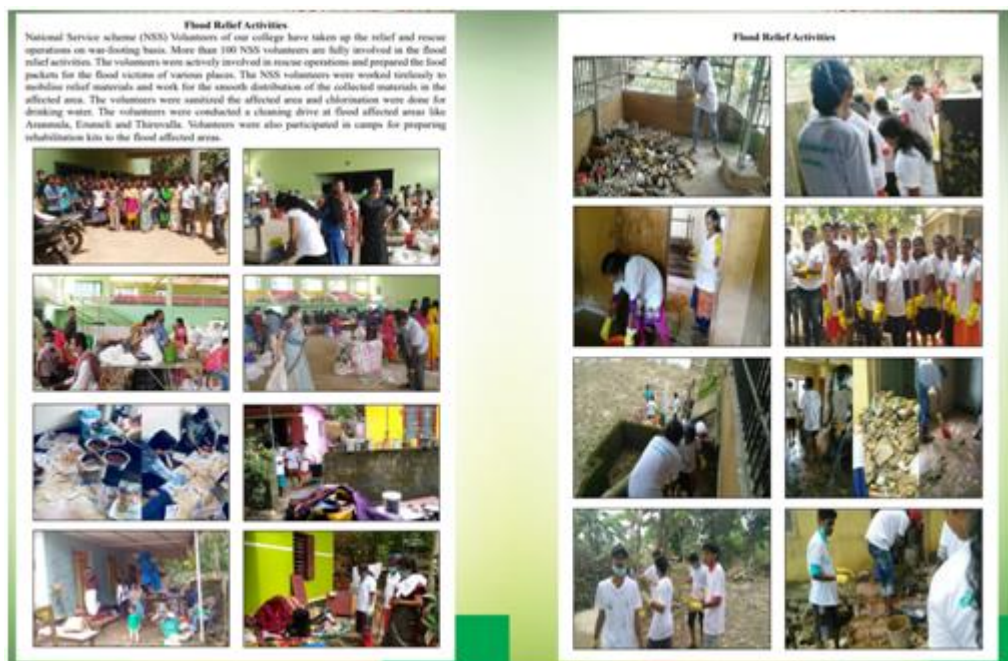 Flood Relief Activities
National Service scheme (NSS) Volunteers of our college have taken up the relief and rescue
operations on war-footing basis. More than 100 NSS volunteers are fully involved in the flood
relief activities. The volunteers were actively involved in rescue operations and prepared the food
packets for the flood victims of various places. The NSS volunteers were worked tirelessly to
mobilise relief materials and work for the smooth distribution of the collected materials in the
affected area. The volunteers were sanitized the affected area and chlorination were done for
drinking water. The volunteers were conducted a cleaning drive at flood affected areas like
Aranmula, Erumeli and Thiruvalla. Volunteers were also participated in camps for preparing
rehabilitation kits to the flood affected areas.
Flood Relief Activities